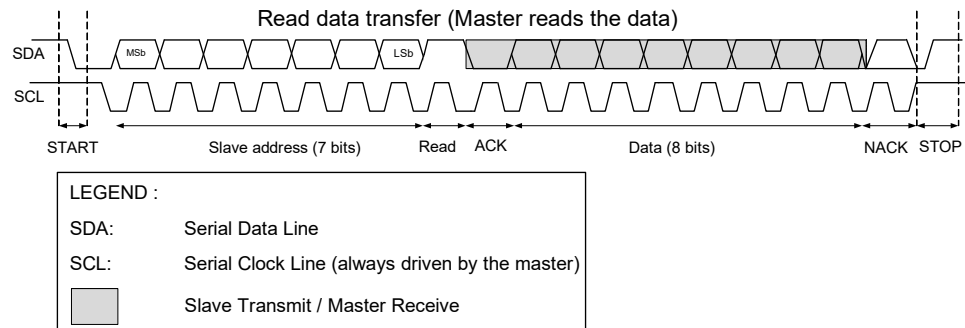 Read data transfer (Master reads the data)
SDA
MSb
LSb
SCL
START
Slave address (7 bits)
Read
ACK
Data (8 bits)
NACK
STOP
LEGEND :
SDA: Serial Data Line
SCL: Serial Clock Line (always driven by the master)
Slave Transmit / Master Receive